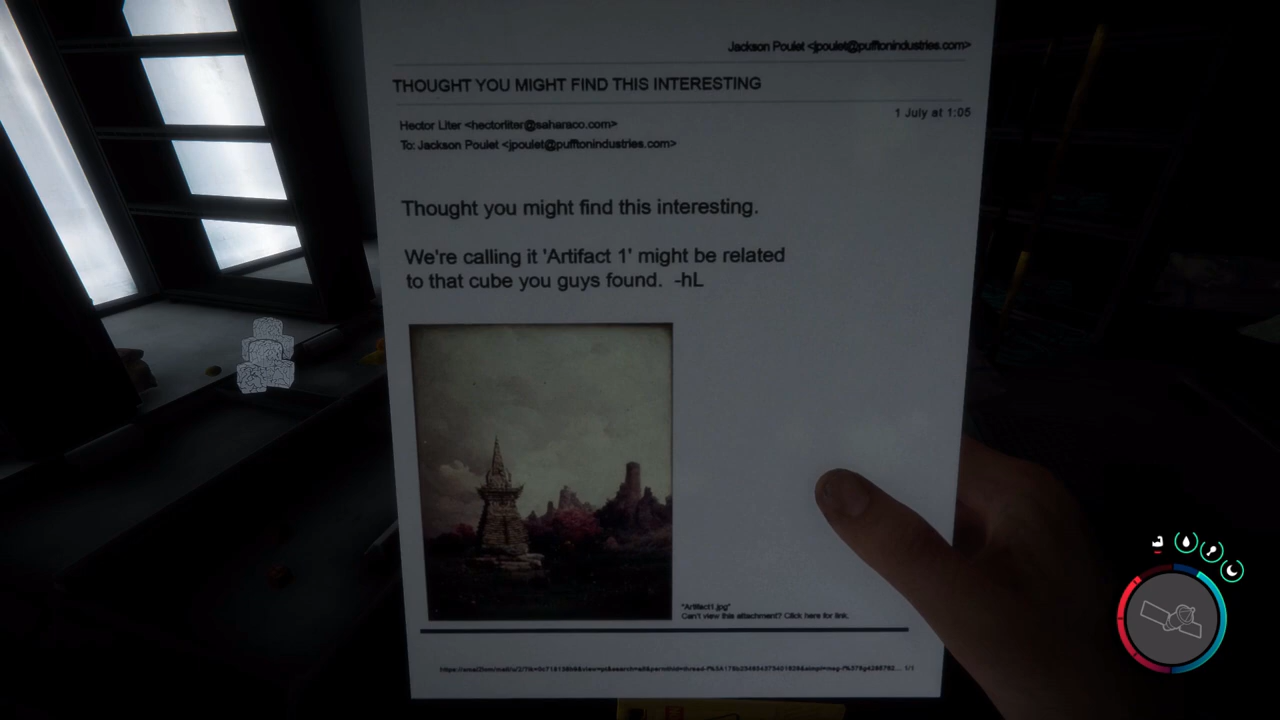 Jackson Poulet <jpoulet@pufftonindustries.com>
THOUGHT YOU MIGHT FIND THIS INTERESTING
1 July at 1:05
Hector Liter <hectorliter@saharaco.com>
To: Jackson Poulet <jpoulet@pufftonindustries.com>
Thought you might find this interesting.
We're calling it 'Artifact 1' might be related
to that cube you guys found. -hL
"Artifact1.jpg"
Can't view this attachment? Click here for link.
1/1